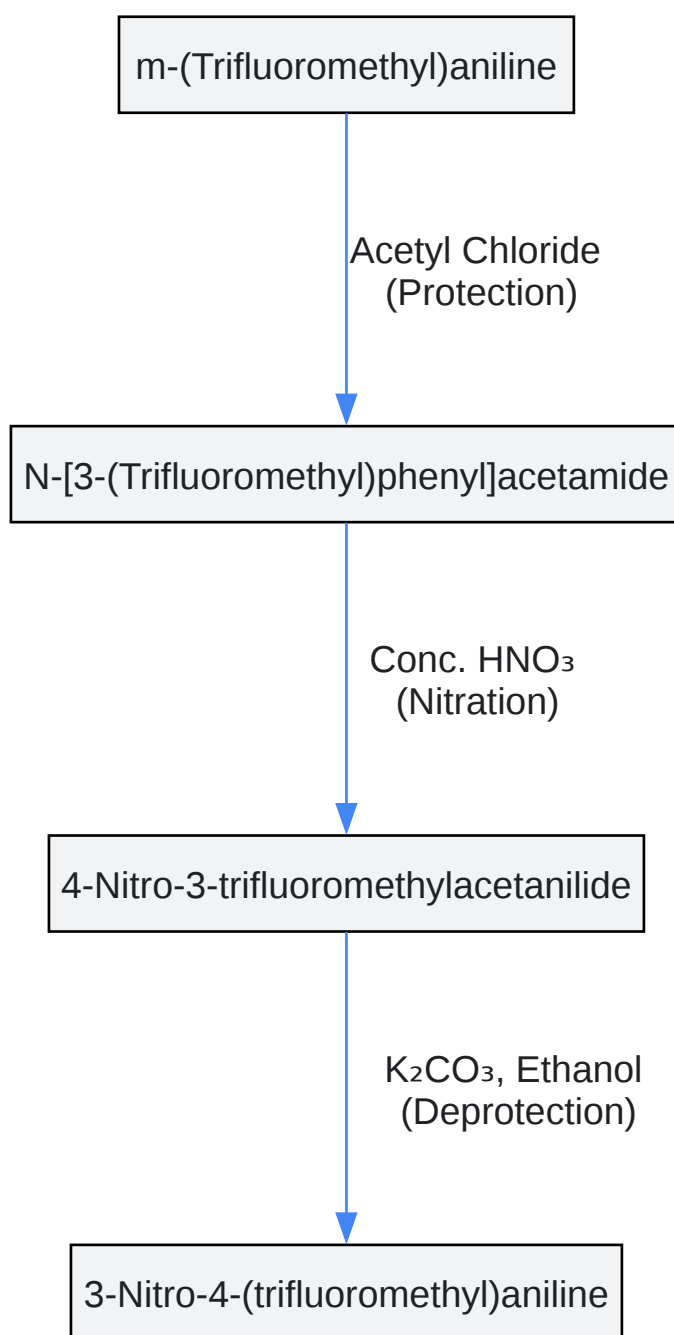 m-(Trifluoromethyl)aniline
Acetyl Chloride
(Protection)
N-[3-(Trifluoromethyl)phenyl]acetamide
Conc. HNO₃
(Nitration)
4-Nitro-3-trifluoromethylacetanilide
K₂CO₃, Ethanol
(Deprotection)
3-Nitro-4-(trifluoromethyl)aniline